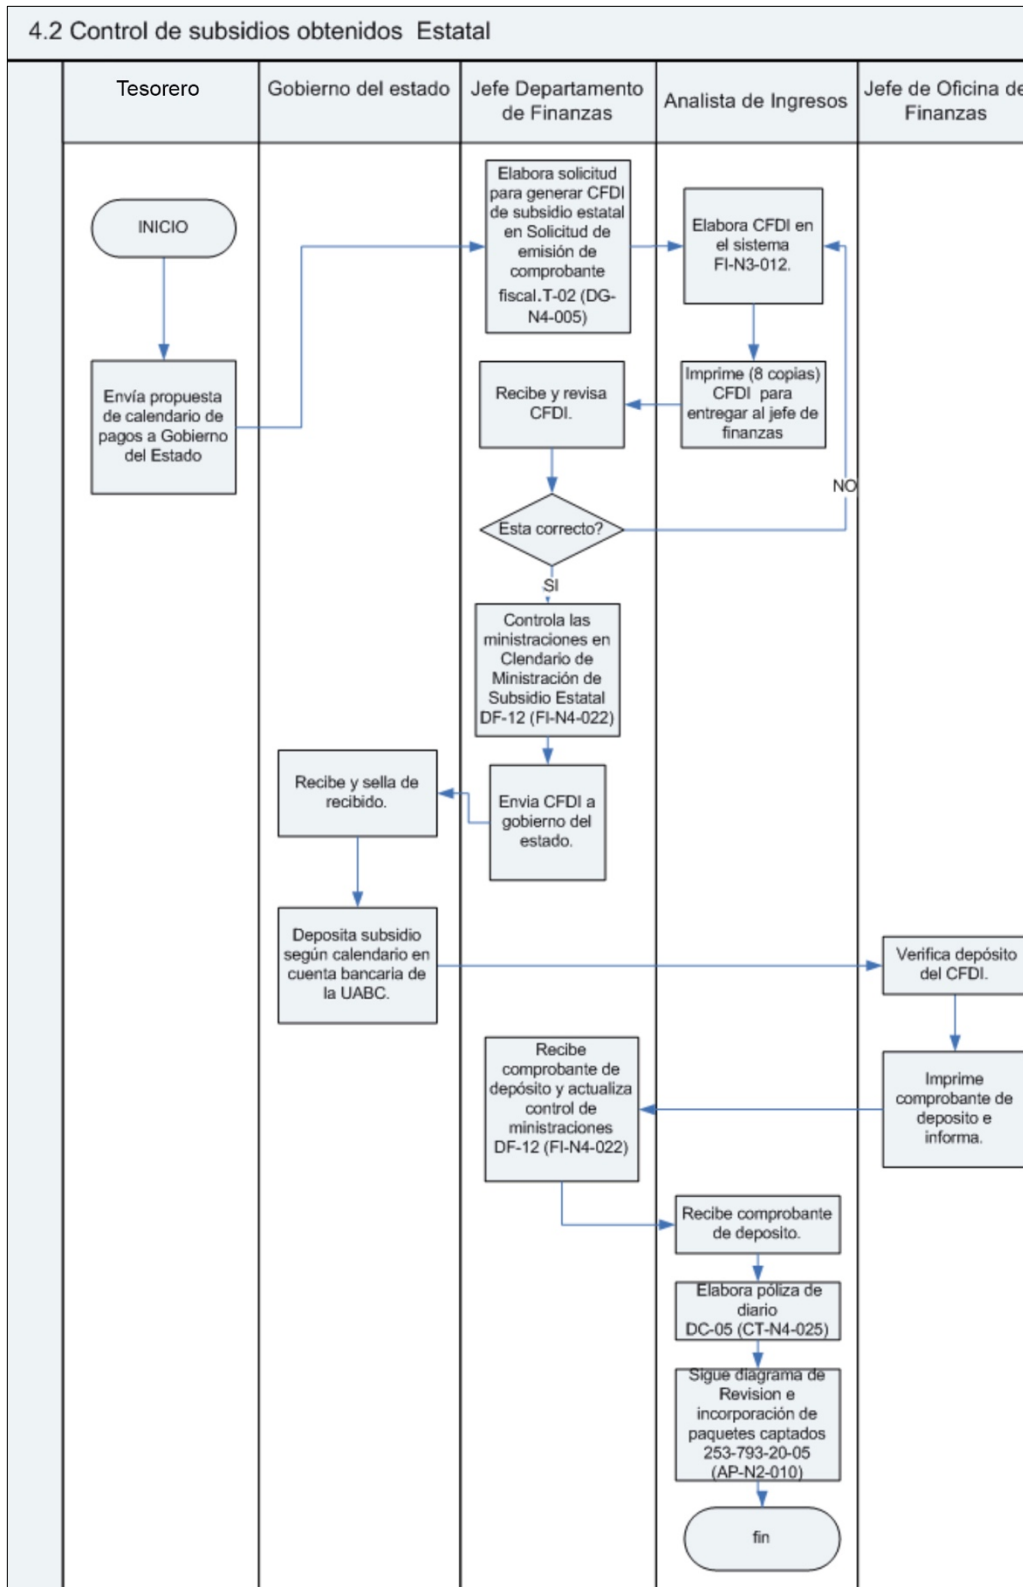 4.2 Control de subsidios obtenidos Estatal
Tesorero
Gobierno del estado
Jefe Departamento
de Finanzas
Analista de Ingresos
Jefe de Oficina de
Finanzas
INICIO
Envía propuesta
de calendario de
pagos a Gobierno
del Estado
Elabora solicitud
para generar CFDI
de subsidio estatal
en Solicitud de
emisión de
comprobante
fiscal.T-02 (DG-
N4-005)
Elabora CFDI en
el sistema
FI-N3-012.
Imprime (8 copias)
CFDI para
entregar al jefe de
finanzas
Recibe y revisa
CFDI.
Esta correcto?
NO
SI
Controla las
ministraciones en
Clendario de
Ministración de
Subsidio Estatal
DF-12 (FI-N4-022)
Envia CFDI a
gobierno del
estado.
Recibe y sella de
recibido.
Deposita subsidio
según calendario en
cuenta bancaria de
la UABC.
Verifica depósito
del CFDI.
Imprime
comprobante de
deposito e
informa.
Recibe
comprobante de
depósito y actualiza
control de
ministraciones
DF-12 (FI-N4-022)
Recibe comprobante
de deposito.
Elabora póliza de
diario
DC-05 (CT-N4-025)
Sigue diagrama de
Revision e
incorporación de
paquetes captados
253-793-20-05
(AP-N2-010)
fin